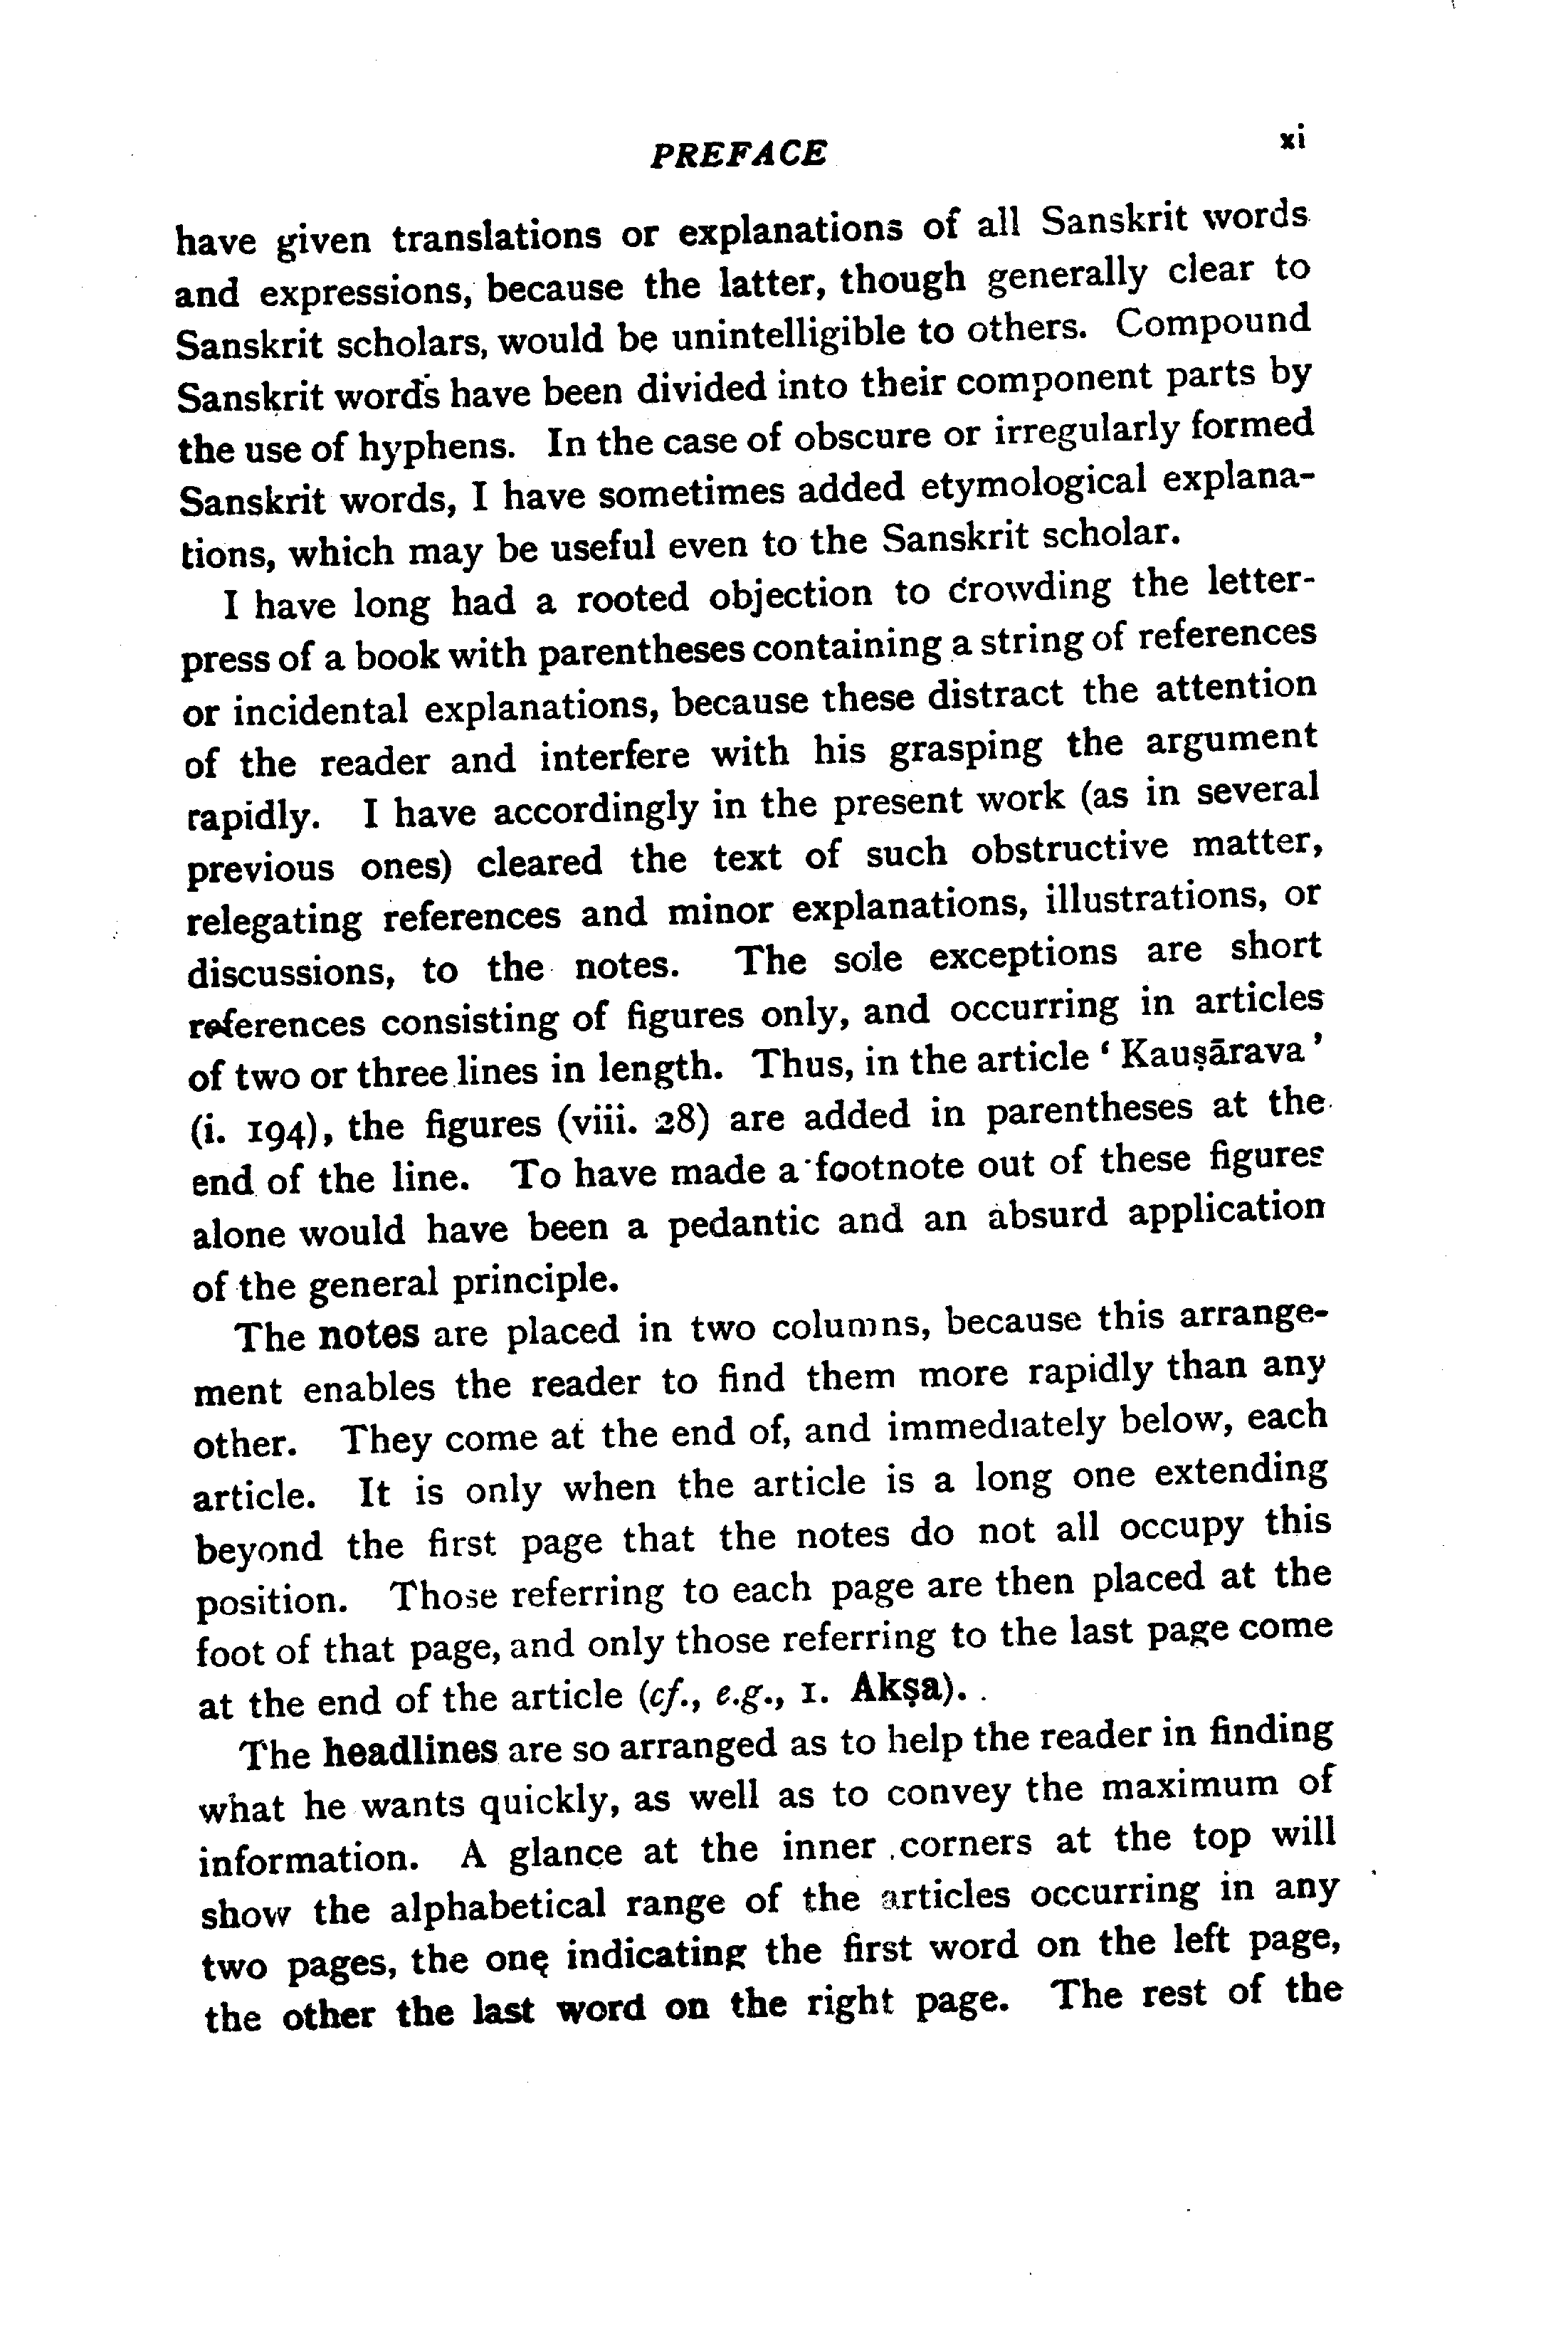 PREFACE
xi
have given translations or explanations of all Sanskrit words
and expressions, because the latter, though generally clear to
Sanskrit scholars, would be unintelligible to others. Compound
Sanskrit words have been divided into their component parts by
the use of hyphens. In the case of obscure or irregularly formed
Sanskrit words, I have sometimes added etymological explana-
tions, which may be useful even to the Sanskrit scholar.
I have long had a rooted objection to crowding the letter-
press of a book with parentheses containing a string of references
or incidental explanations, because these distract the attention
of the reader and interfere with his grasping the argument
rapidly. I have accordingly in the present work (as in several
previous ones) cleared the text of such obstructive matter,
relegating references and minor explanations, illustrations, or
discussions, to the notes. The sole exceptions are short
references consisting of figures only, and occurring in articles
of two or three lines in length. Thus, in the article ‘Kauṣārava’
(i. 194), the figures (viii. 28) are added in parentheses at the
end of the line. To have made a footnote out of these figures
alone would have been a pedantic and an absurd application
of the general principle.
The notes are placed in two columns, because this arrange-
ment enables the reader to find them more rapidly than any
other. They come at the end of, and immediately below, each
article. It is only when the article is a long one extending
beyond the first page that the notes do not all occupy this
position. Those referring to each page are then placed at the
foot of that page, and only those referring to the last page come
at the end of the article (cf., e.g., 1. Akṣa).
The headlines are so arranged as to help the reader in finding
what he wants quickly, as well as to convey the maximum of
information. A glance at the inner corners at the top will
show the alphabetical range of the articles occurring in any
two pages, the one indicating the first word on the left page,
the other the last word on the right page. The rest of the